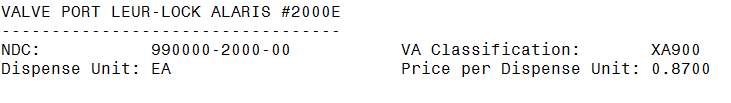 VALVE PORT LEUR-LOCK ALARIS #2000E
----------------------------------
NDC: 990000-2000-00 VA Classification: XA900
Dispense Unit: EA Price per Dispense Unit: 0.8700